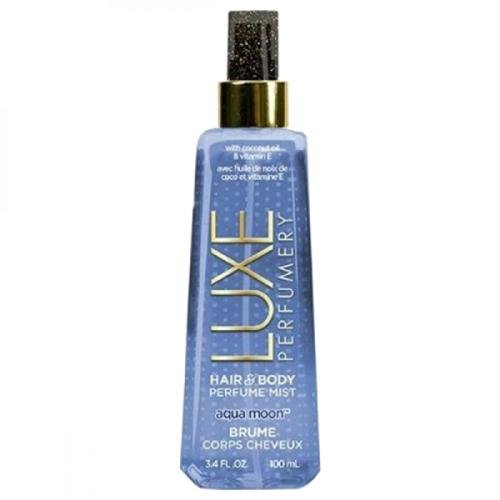 with coconut oil
& vitamin E
avec huile de noix de
coco et vitamine E
LUXE
PERFUMERY
HAIR & BODY
PERFUME MIST
aqua moon™
BRUME
CORPS CHEVEUX
3.4 FL .OZ. 100 mL